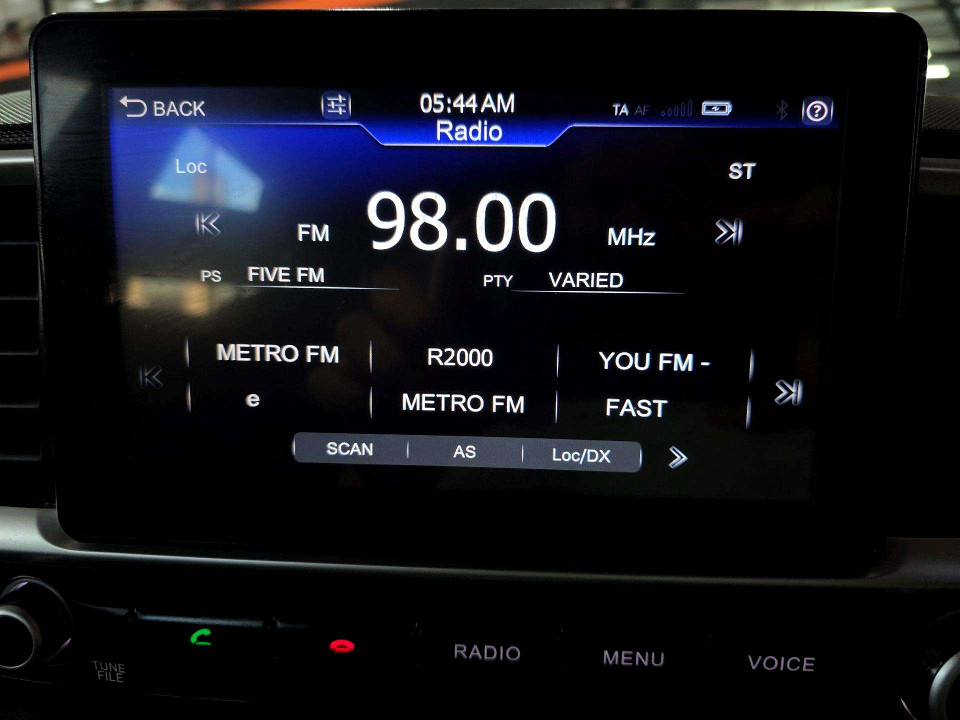 BACK 05:44 AM TA AF
Radio
Loc ST
FM 98.00 MHz
PS FIVE FM PTY VARIED
METRO FM R2000 YOU FM -
e METRO FM FAST
SCAN AS Loc/DX
RADIO MENU VOICE
TUNE
FILE